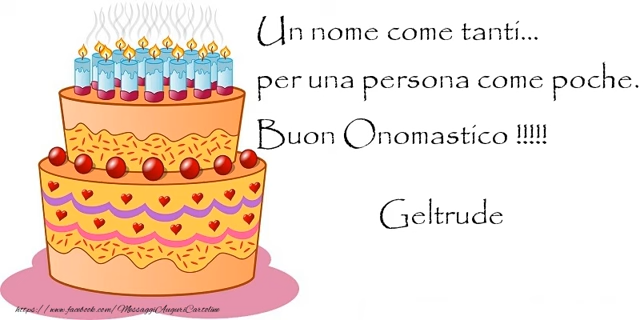 Un nome come tanti...
per una persona come poche.
Buon Onomastico !!!!!
Geltrude
https://www.facebook.com/MessaggiAuguriCartoline